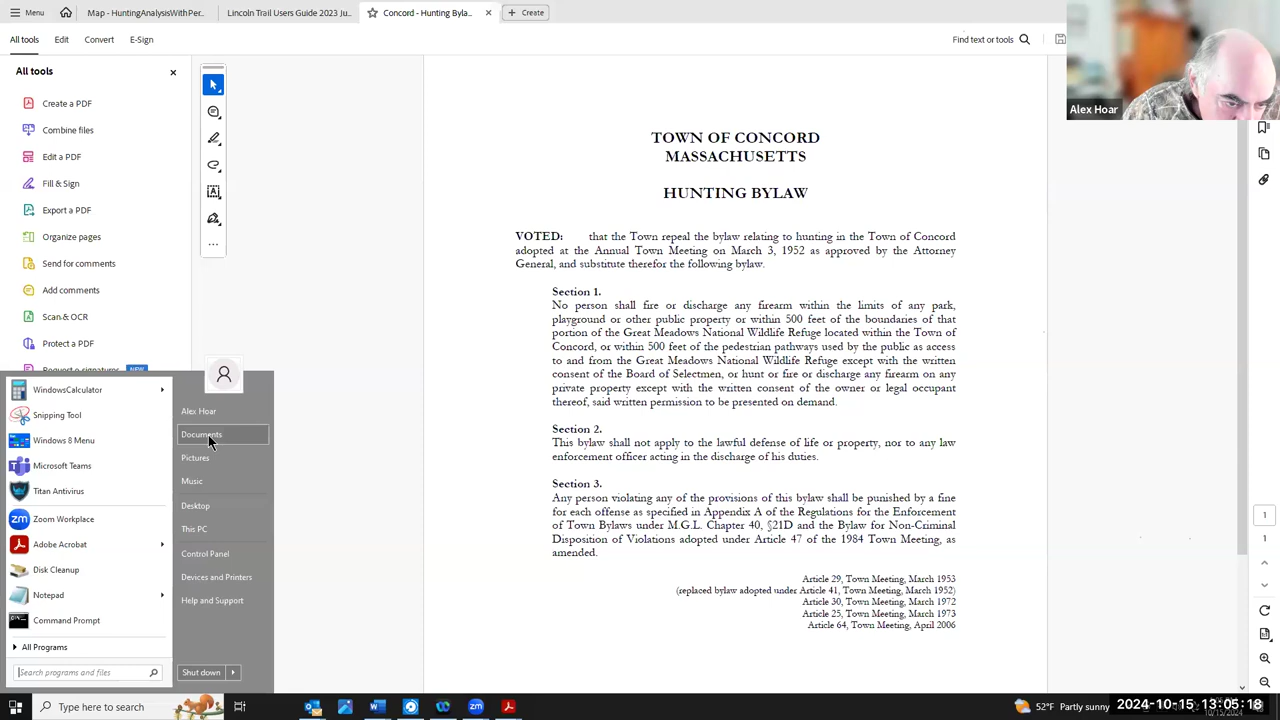 Menu
Map - HuntingAnalysisWithPer...
Lincoln Trail Users Guide 2023 Ju...
Concord - Hunting Byla...
Create
All tools
Edit
Convert
E-Sign
Find text or tools
All tools
Create a PDF
Combine files
Edit a PDF
Fill & Sign
Export a PDF
Organize pages
Send for comments
Add comments
Scan & OCR
Protect a PDF
NEW
Alex Hoar
TOWN OF CONCORD
MASSACHUSETTS
HUNTING BYLAW
VOTED: that the Town repeal the bylaw relating to hunting in the Town of Concord
adopted at the Annual Town Meeting on March 3, 1952 as approved by the Attorney
General, and substitute therefor the following bylaw.
Section 1.
No person shall fire or discharge any firearm within the limits of any park,
playground or other public property or within 500 feet of the boundaries of that
portion of the Great Meadows National Wildlife Refuge located within the Town of
Concord, or within 500 feet of the pedestrian pathways used by the public as access
to and from the Great Meadows National Wildlife Refuge except with the written
consent of the Board of Selectmen, or hunt or fire or discharge any firearm on any
private property except with the written consent of the owner or legal occupant
thereof, said written permission to be presented on demand.
Section 2.
This bylaw shall not apply to the lawful defense of life or property, nor to any law
enforcement officer acting in the discharge of his duties.
Section 3.
Any person violating any of the provisions of this bylaw shall be punished by a fine
for each offense as specified in Appendix A of the Regulations for the Enforcement
of Town Bylaws under M.G.L. Chapter 40, §21D and the Bylaw for Non-Criminal
Disposition of Violations adopted under Article 47 of the 1984 Town Meeting, as
amended.
Article 29, Town Meeting, March 1953
(replaced bylaw adopted under Article 41, Town Meeting, March 1952)
Article 30, Town Meeting, March 1972
Article 25, Town Meeting, March 1973
Article 64, Town Meeting, April 2006
WindowsCalculator
Snipping Tool
Windows 8 Menu
Microsoft Teams
Titan Antivirus
Zoom Workplace
Adobe Acrobat
Disk Cleanup
Notepad
Command Prompt
All Programs
Search programs and files
Alex Hoar
Documents
Pictures
Music
Desktop
This PC
Control Panel
Devices and Printers
Help and Support
Shut down
1
1
Type here to search
52°F Partly sunny
2024-10-15 13:05:18